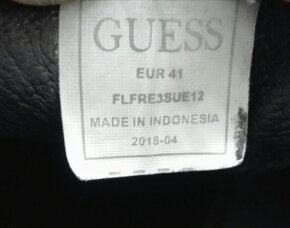 GUESS
EUR 41
FLFRE3SUE12
MADE IN INDONESIA
2018-04